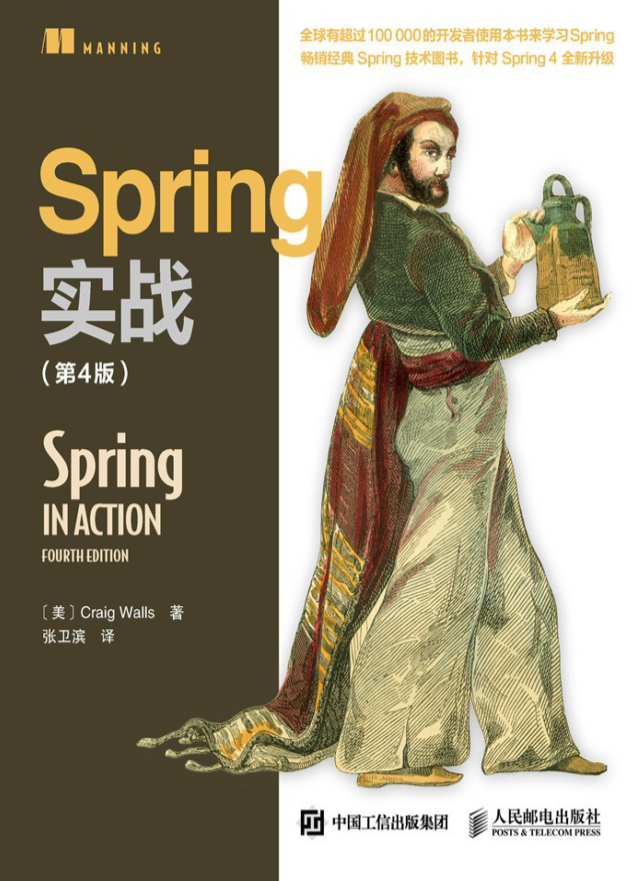 MANNING
全球有超过100 000的开发者使用本书来学习Spring
畅销经典 Spring 技术图书，针对 Spring 4 全新升级
Spring
实战
（第4版）
Spring
IN ACTION
FOURTH EDITION
［美］Craig Walls 著
张卫滨 译
中国工信出版集团
人民邮电出版社
POSTS & TELECOM PRESS